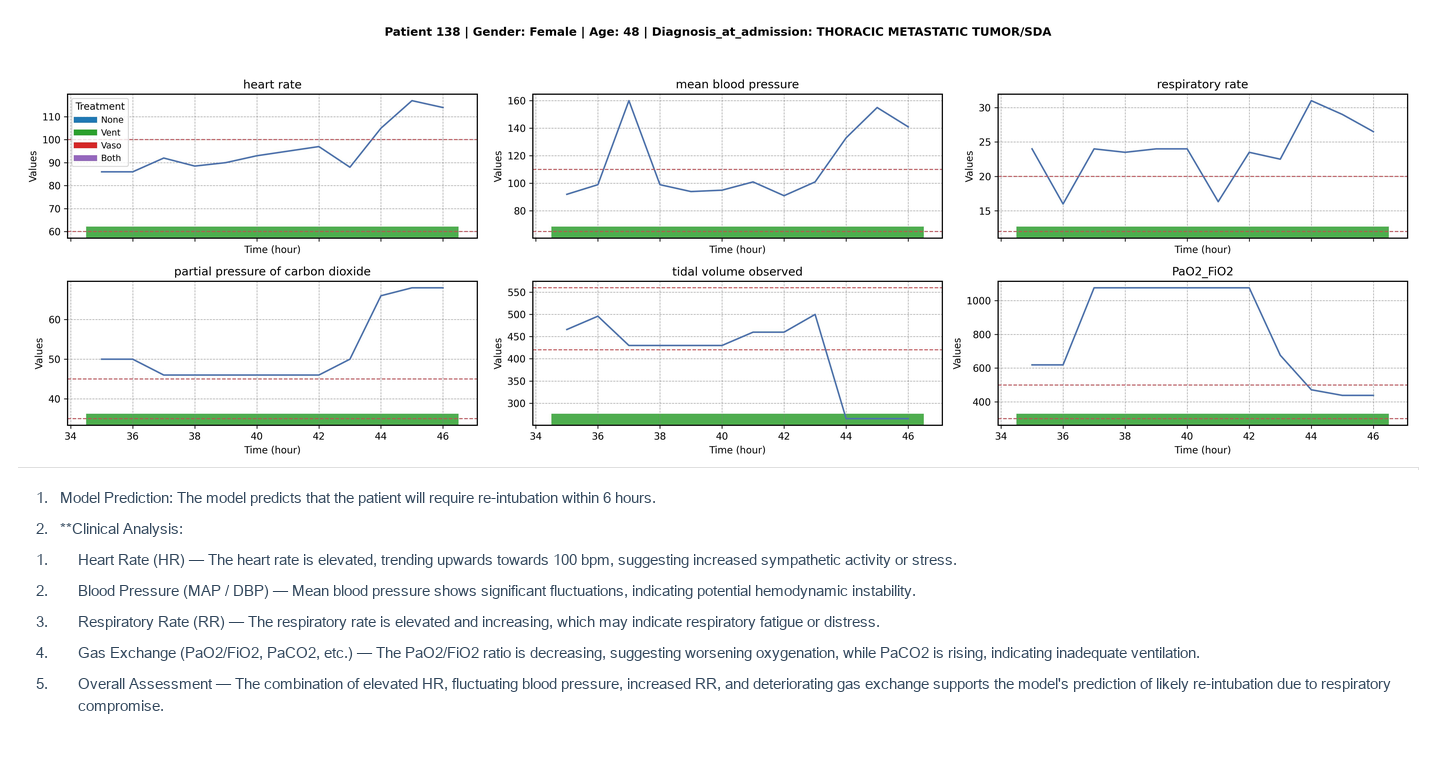 Patient 138 | Gender: Female | Age: 48 | Diagnosis_at_admission: THORACIC METASTATIC TUMOR/SDA
heart rate
Treatment
None
Vent
Vaso
Both
Values
110
100
90
80
70
60
Time (hour)
mean blood pressure
Values
160
140
120
100
80
Time (hour)
respiratory rate
Values
30
25
20
15
Time (hour)
partial pressure of carbon dioxide
Values
60
50
40
34 36 38 40 42 44 46
Time (hour)
tidal volume observed
Values
550
500
450
400
350
300
34 36 38 40 42 44 46
Time (hour)
PaO2_FiO2
Values
1000
800
600
400
34 36 38 40 42 44 46
Time (hour)
1. Model Prediction: The model predicts that the patient will require re-intubation within 6 hours.
2. **Clinical Analysis:
1. Heart Rate (HR) — The heart rate is elevated, trending upwards towards 100 bpm, suggesting increased sympathetic activity or stress.
2. Blood Pressure (MAP / DBP) — Mean blood pressure shows significant fluctuations, indicating potential hemodynamic instability.
3. Respiratory Rate (RR) — The respiratory rate is elevated and increasing, which may indicate respiratory fatigue or distress.
4. Gas Exchange (PaO2/FiO2, PaCO2, etc.) — The PaO2/FiO2 ratio is decreasing, suggesting worsening oxygenation, while PaCO2 is rising, indicating inadequate ventilation.
5. Overall Assessment — The combination of elevated HR, fluctuating blood pressure, increased RR, and deteriorating gas exchange supports the model's prediction of likely re-intubation due to respiratory
compromise.